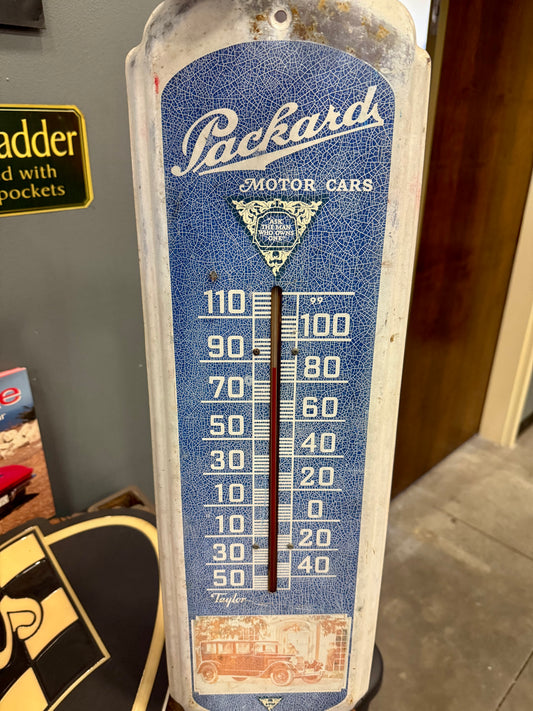 adder
d with
pockets
Packard
MOTOR CARS
"ASK
THE MAN
WHO OWNS
ONE"
110
99
100
90
80
70
60
50
40
30
20
10
0
10
20
30
40
50
Taylor
e